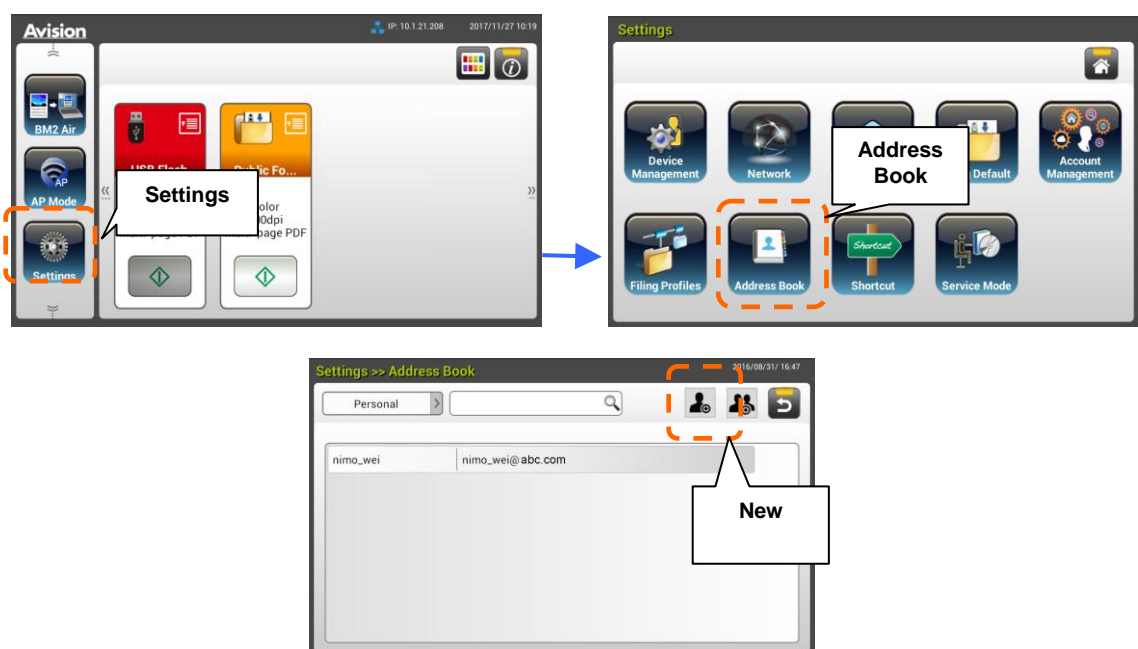 Avision
IP: 10.1.21.208
2017/11/27 10:19
BM2 Air
AP
AP Mode
Settings
Public Fo...
page PDF
Settings
Settings
Device
Management
Network
Default
Account
Management
Address
Book
Filing Profiles
Address Book
Shortcut
Shortcut
Service Mode
Settings >> Address Book
2016/08/31/ 16:47
Personal
nimo_wei
nimo_wei@abc.com
New